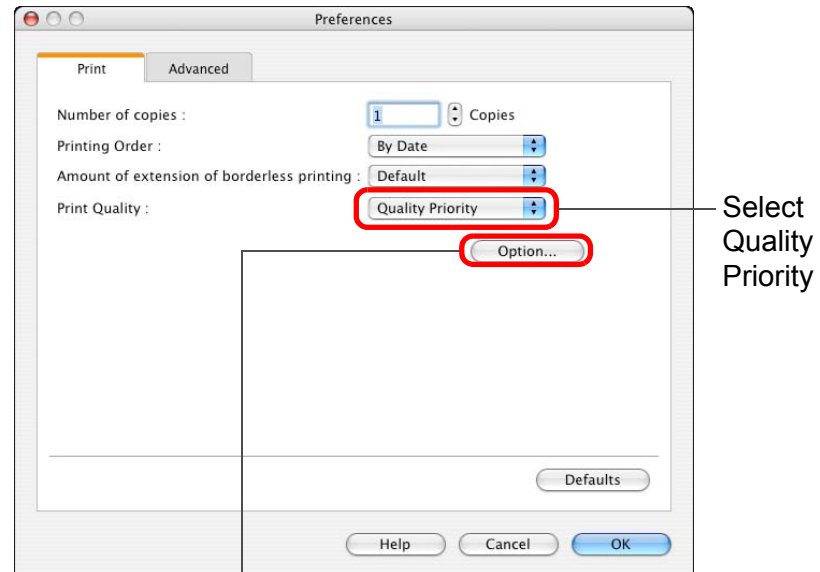 Preferences
Print Advanced
Number of copies : 1 Copies
Printing Order : By Date
Amount of extension of borderless printing : Default
Print Quality : Quality Priority
Option...
Select
Quality
Priority
Defaults
Help Cancel OK